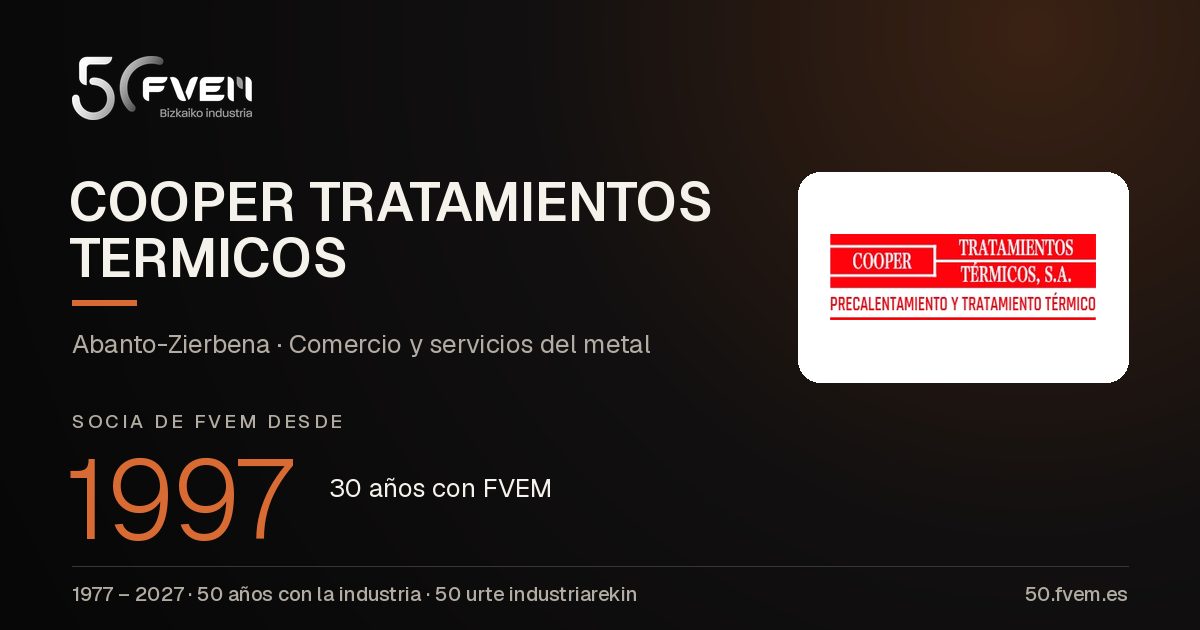 50 FVEM
Bizkaiko industria
COOPER TRATAMIENTOS
TERMICOS
Abanto-Zierbena · Comercio y servicios del metal
SOCIA DE FVEM DESDE
1997
30 años con FVEM
COOPER
TRATAMIENTOS
TÉRMICOS, S.A.
PRECALENTAMIENTO Y TRATAMIENTO TÉRMICO
1977 – 2027 · 50 años con la industria · 50 urte industriarekin
50.fvem.es